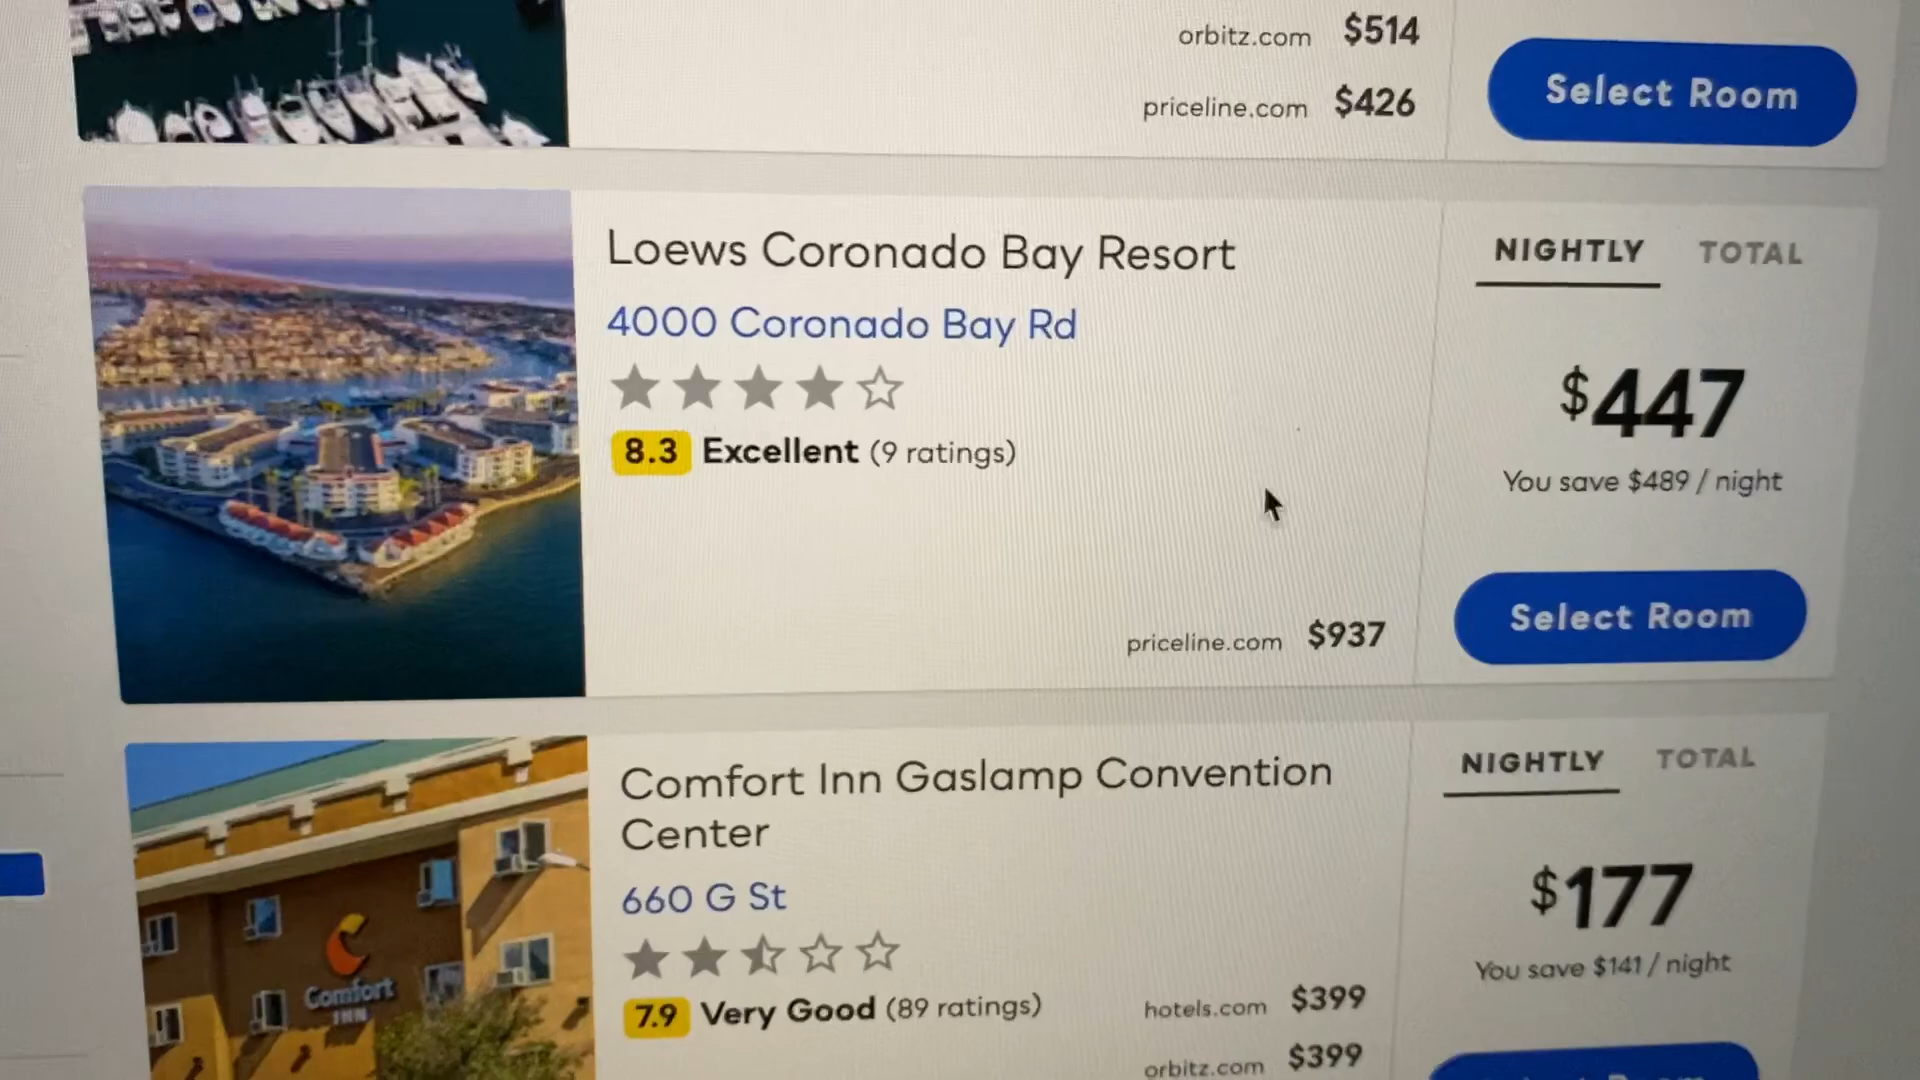 orbitz.com $514
priceline.com $426
Select Room
Loews Coronado Bay Resort
4000 Coronado Bay Rd
8.3 Excellent (9 ratings)
priceline.com $937
NIGHTLY TOTAL
$447
You save $489 / night
Select Room
Comfort Inn Gaslamp Convention
Center
660 G St
7.9 Very Good (89 ratings)
hotels.com $399
orbitz.com $399
NIGHTLY TOTAL
$177
You save $141 / night
Comfort
INN